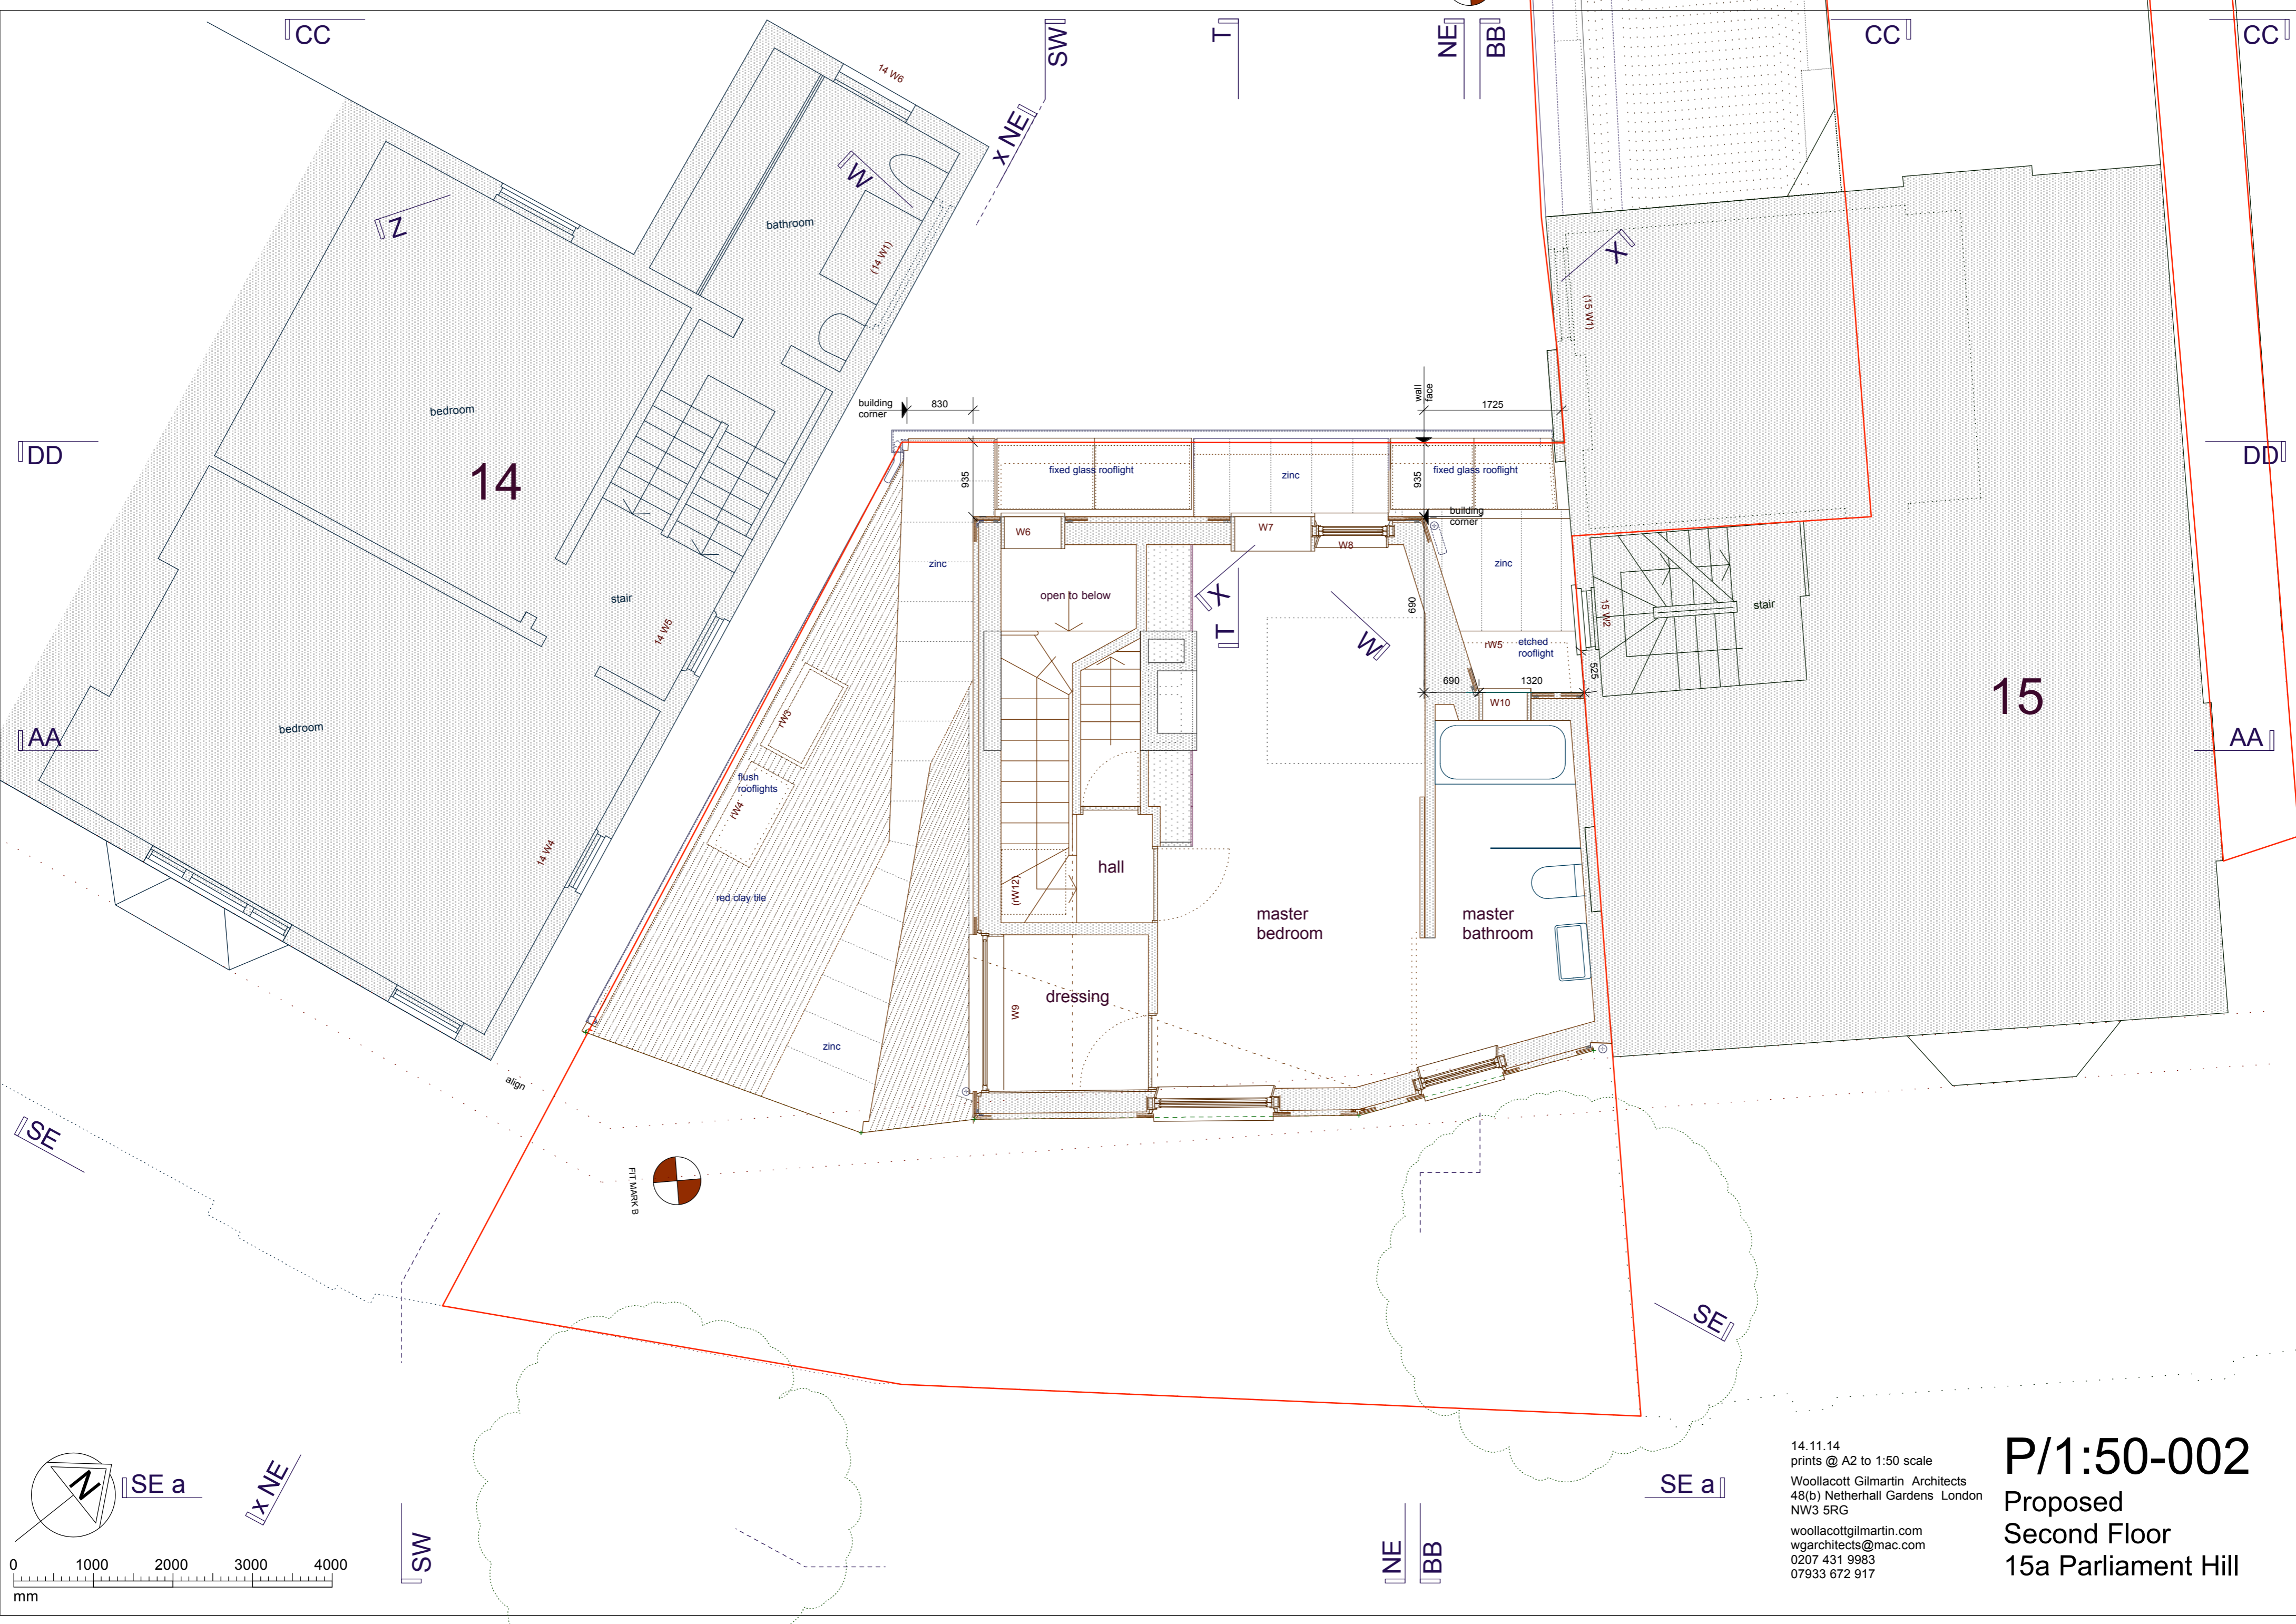 CC
SW
T
NE
BB
CC
CC
14 W6
x NE
W
Z
bathroom
(14 W1)
X
(15 W1)
bedroom
building
corner
830
wall
face
1725
DD
14
935
fixed glass rooflight
zinc
935
fixed glass rooflight
DD
building
corner
W6
W7
W8
zinc
open to below
zinc
stair
14 W5
X
T
W
690
15 W2
stair
rW5
etched
rooflight
525
690
1320
W10
15
AA
bedroom
rW3
flush
rooflights
rW4
AA
14 W4
red clay tile
hall
(rW12)
master
bedroom
master
bathroom
dressing
W9
zinc
align
SE
FIT. MARK B
SE
N
SE a
x NE
SW
NE
BB
SE a
0 1000 2000 3000 4000
mm
14.11.14
prints @ A2 to 1:50 scale
Woollacott Gilmartin Architects
48(b) Netherhall Gardens London
NW3 5RG
woollacottgilmartin.com
wgarchitects@mac.com
0207 431 9983
07933 672 917
P/1:50-002
Proposed
Second Floor
15a Parliament Hill